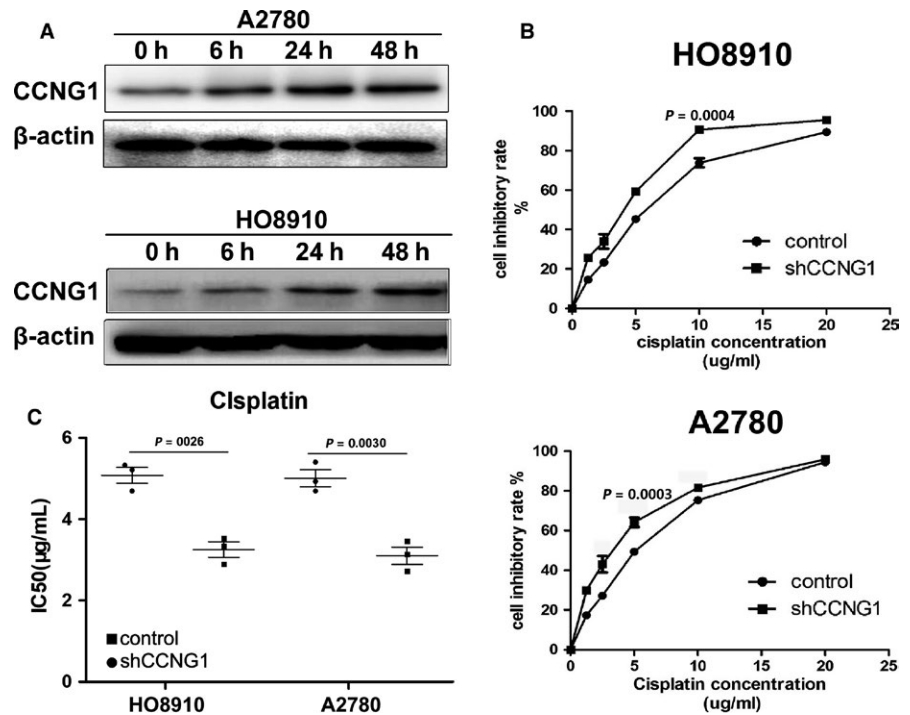 A
A2780
0 h 6 h 24 h 48 h
CCNG1
β-actin
HO8910
0 h 6 h 24 h 48 h
CCNG1
β-actin
B
HO8910
100
80
60
40
20
0
cell inhibitory rate
%
P = 0.0004
control
shCCNG1
0 5 10 15 20 25
cisplatin concentration
(ug/ml)
A2780
100
80
60
40
20
0
cell inhibitory rate %
P = 0.0003
control
shCCNG1
0 5 10 15 20 25
Cisplatin concentration
(ug/ml)
C
CIsplatin
6
4
2
0
IC50(μg/mL)
P = 0026
P = 0.0030
control
shCCNG1
HO8910 A2780